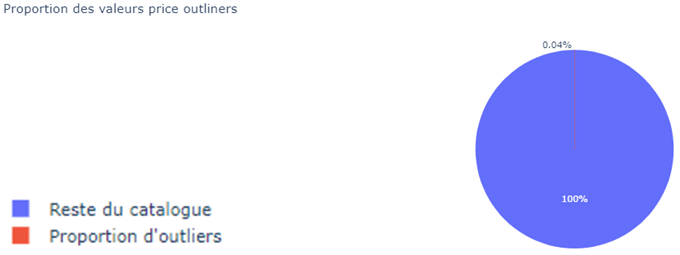 Proportion des valeurs price outliners
0.04%
100%
Reste du catalogue
Proportion d'outliers